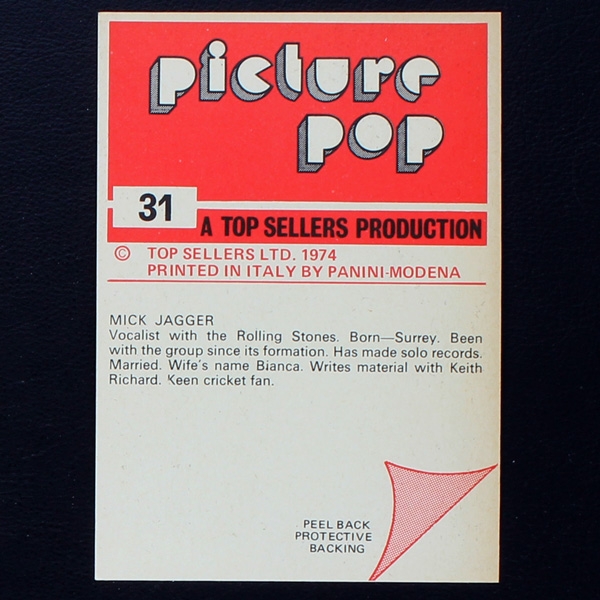 picture
pop
31
A TOP SELLERS PRODUCTION
© TOP SELLERS LTD. 1974
PRINTED IN ITALY BY PANINI-MODENA
MICK JAGGER
Vocalist with the Rolling Stones. Born—Surrey. Been
with the group since its formation. Has made solo records.
Married. Wife's name Bianca. Writes material with Keith
Richard. Keen cricket fan.
PEEL BACK
PROTECTIVE
BACKING